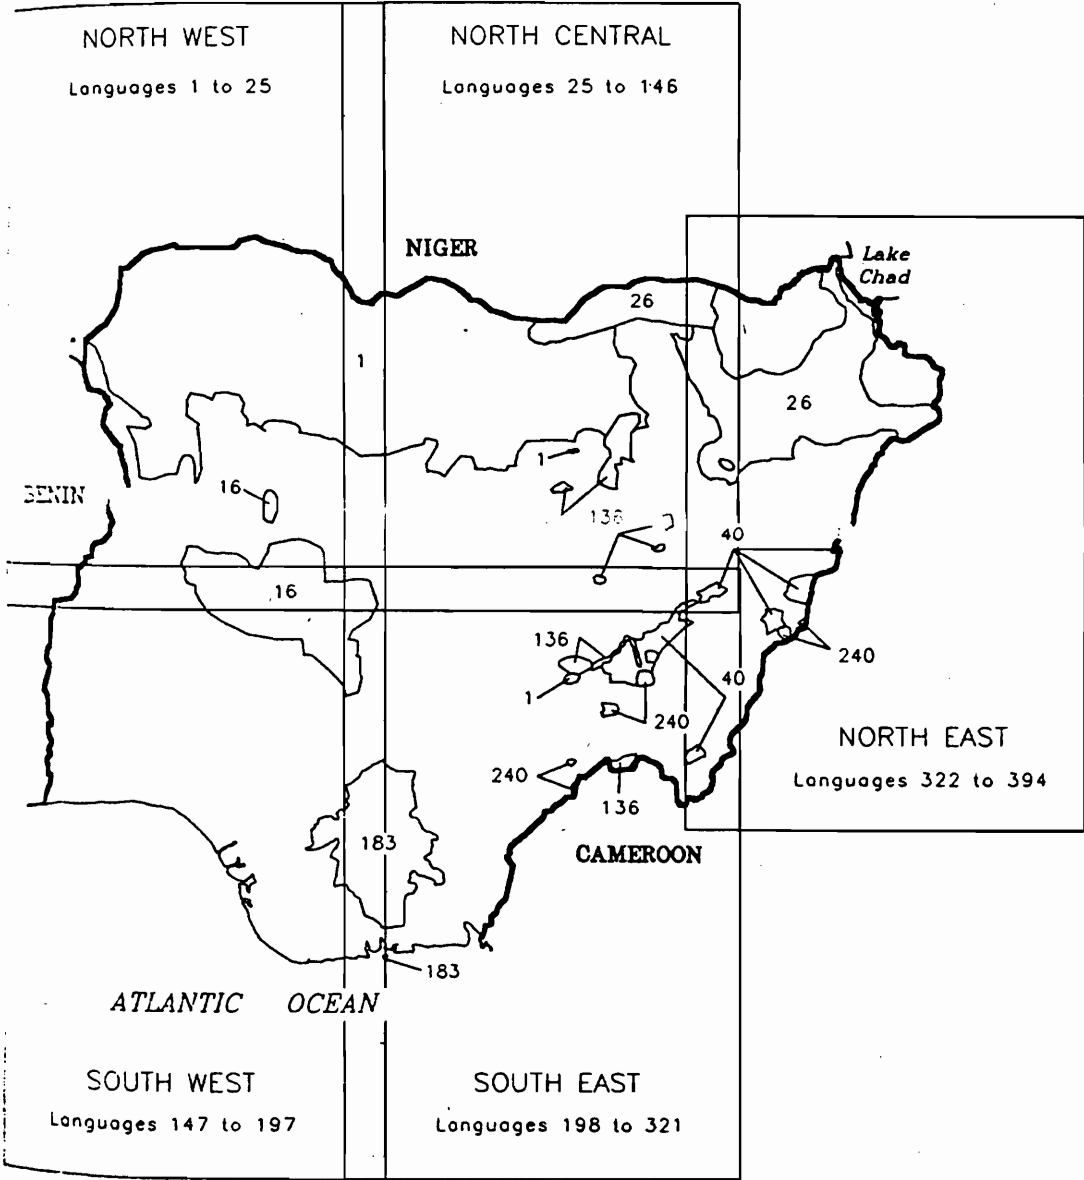 NORTH WEST
Languages 1 to 25
NORTH CENTRAL
Languages 25 to 146
NIGER
Lake
Chad
26
1
26
1
16
BENIN
136
40
16
136
240
40
1
240
NORTH EAST
Languages 322 to 394
240
136
183
CAMEROON
183
ATLANTIC OCEAN
SOUTH WEST
Languages 147 to 197
SOUTH EAST
Languages 198 to 321